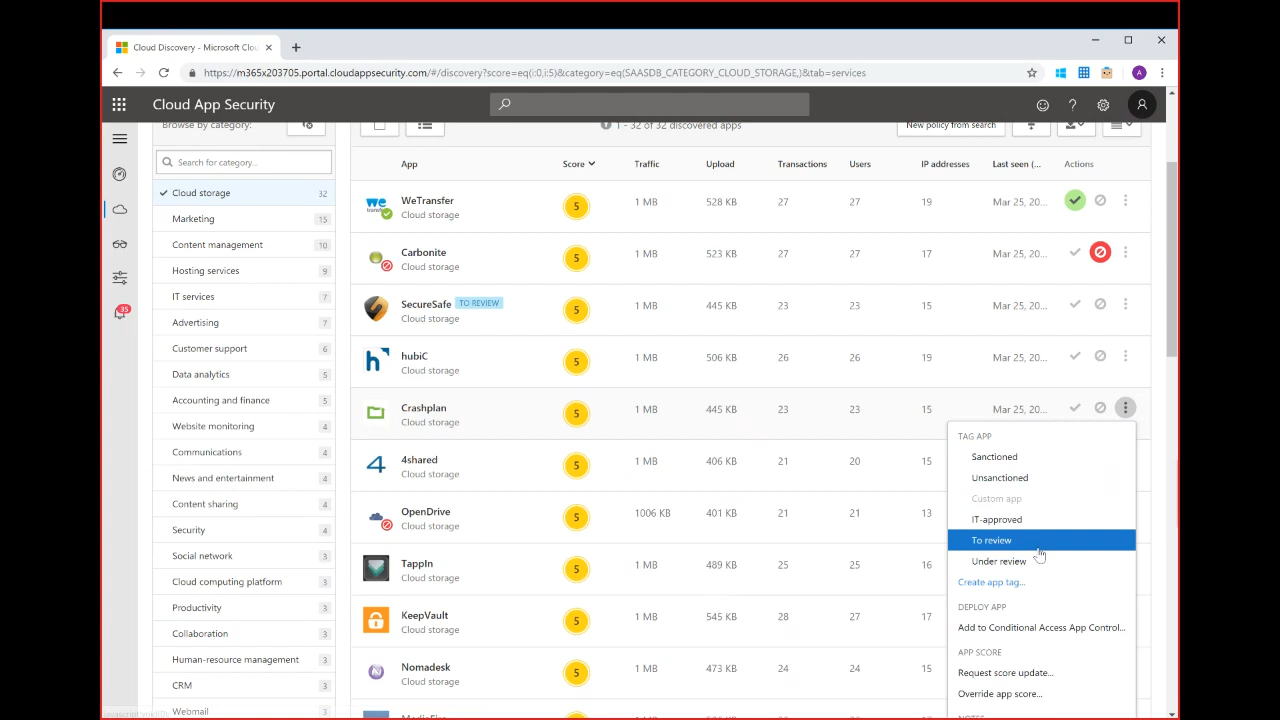 Cloud Discovery - Microsoft Clou
https://m365x203705.portal.cloudappsecurity.com/#/discovery?score=eq(i:0,i:5)&category=eq(SAASDB_CATEGORY_CLOUD_STORAGE,)&tab=services
A
Cloud App Security
Browse by category:
1 - 32 of 32 discovered apps
New policy from search
Search for category...
App Score Traffic Upload Transactions Users IP addresses Last seen (... Actions
Cloud storage 32
Marketing 15
Content management 10
Hosting services 9
IT services 7
Advertising 7
Customer support 6
Data analytics 5
Accounting and finance 5
Website monitoring 4
Communications 4
News and entertainment 4
Content sharing 4
Security 4
Social network 3
Cloud computing platform 3
Productivity 3
Collaboration 3
Human-resource management 3
CRM 3
Webmail
35
WeTransfer 5 1 MB 528 KB 27 27 19 Mar 25, 20...
Cloud storage
Carbonite 5 1 MB 523 KB 27 27 17 Mar 25, 20...
Cloud storage
SecureSafe TO REVIEW 5 1 MB 445 KB 23 23 15 Mar 25, 20...
Cloud storage
hubiC 5 1 MB 506 KB 26 26 19 Mar 25, 20...
Cloud storage
Crashplan 5 1 MB 445 KB 23 23 15 Mar 25, 20...
Cloud storage
4shared 5 1 MB 406 KB 21 20 15
Cloud storage
OpenDrive 5 1006 KB 401 KB 21 21 13
Cloud storage
TappIn 5 1 MB 489 KB 25 25 16
Cloud storage
KeepVault 5 1 MB 545 KB 28 27 17
Cloud storage
Nomadesk 5 1 MB 473 KB 24 24 15
Cloud storage
TAG APP
Sanctioned
Unsanctioned
Custom app
IT-approved
To review
Under review
Create app tag...
DEPLOY APP
Add to Conditional Access App Control...
APP SCORE
Request score update...
Override app score...
NOTES